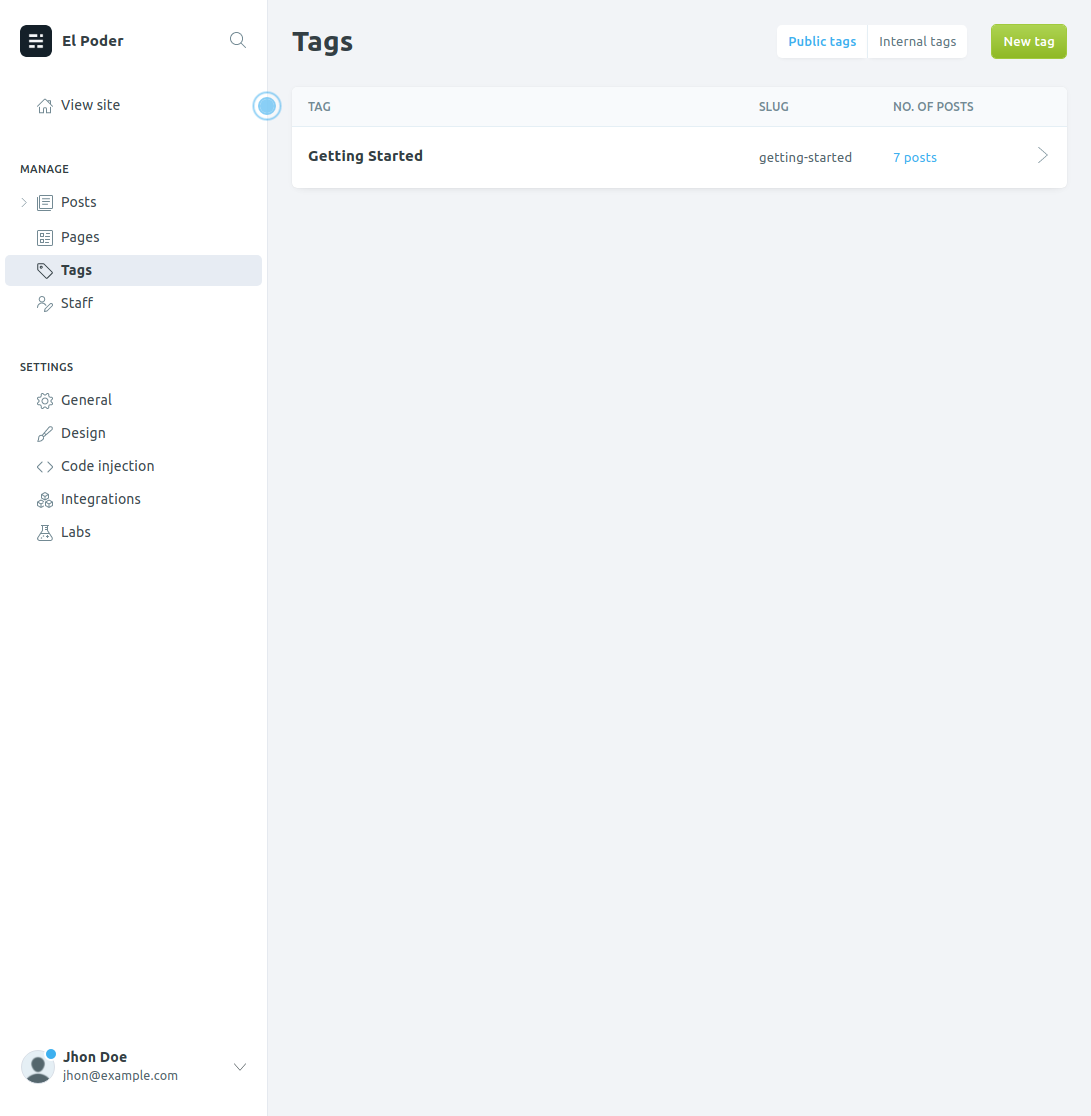 El Poder
View site
MANAGE
Posts
Pages
Tags
Staff
SETTINGS
General
Design
Code injection
Integrations
Labs
Jhon Doe
jhon@example.com
Tags
Public tags Internal tags New tag
TAG SLUG NO. OF POSTS
Getting Started getting-started 7 posts